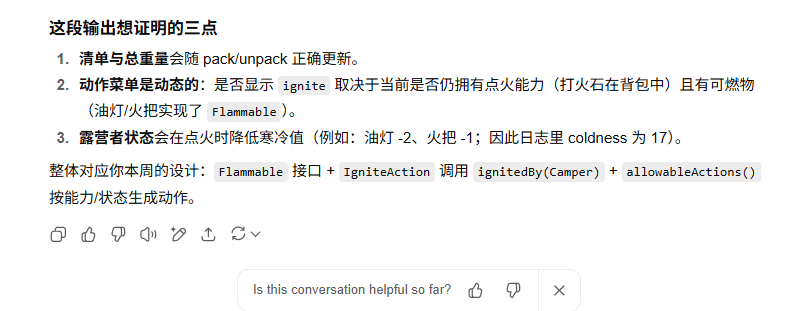 这段输出想证明的三点
1. 清单与总重量会随 pack/unpack 正确更新。
2. 动作菜单是动态的：是否显示 ignite 取决于当前是否仍拥有点火能力（打火石在背包中）且有可燃物
（油灯/火把实现了 Flammable）。
3. 露营者状态会在点火时降低寒冷值（例如：油灯 -2、火把 -1；因此日志里 coldness 为 17）。
整体对应你本周的设计：Flammable 接口 + IgniteAction 调用 ignitedBy(Camper) + allowableActions()
按能力/状态生成动作。
Is this conversation helpful so far?